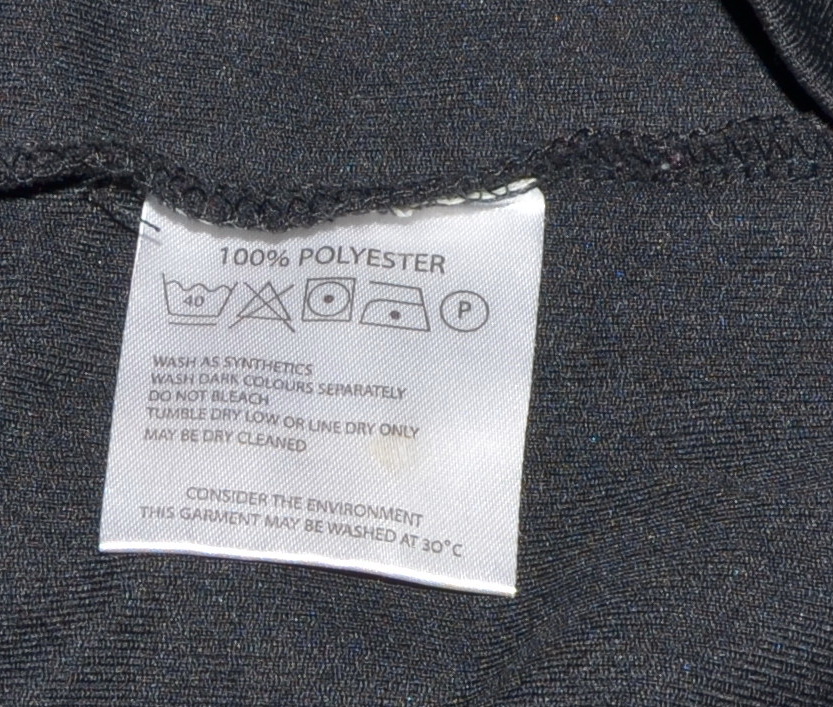 100% POLYESTER
40 P
WASH AS SYNTHETICS
WASH DARK COLOURS SEPARATELY
DO NOT BLEACH
TUMBLE DRY LOW OR LINE DRY ONLY
MAY BE DRY CLEANED
CONSIDER THE ENVIRONMENT
THIS GARMENT MAY BE WASHED AT 30°C